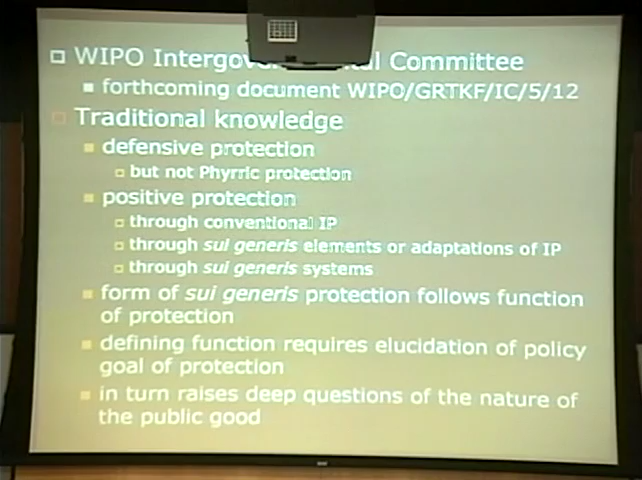 WIPO Intergov tal Committee
forthcoming document WIPO/GRTKF/IC/5/12
Traditional knowledge
defensive protection
but not Phyrric protection
positive protection
through conventional IP
through sui generis elements or adaptations of IP
through sui generis systems
form of sui generis protection follows function
of protection
defining function requires elucidation of policy
goal of protection
in turn raises deep questions of the nature of
the public good